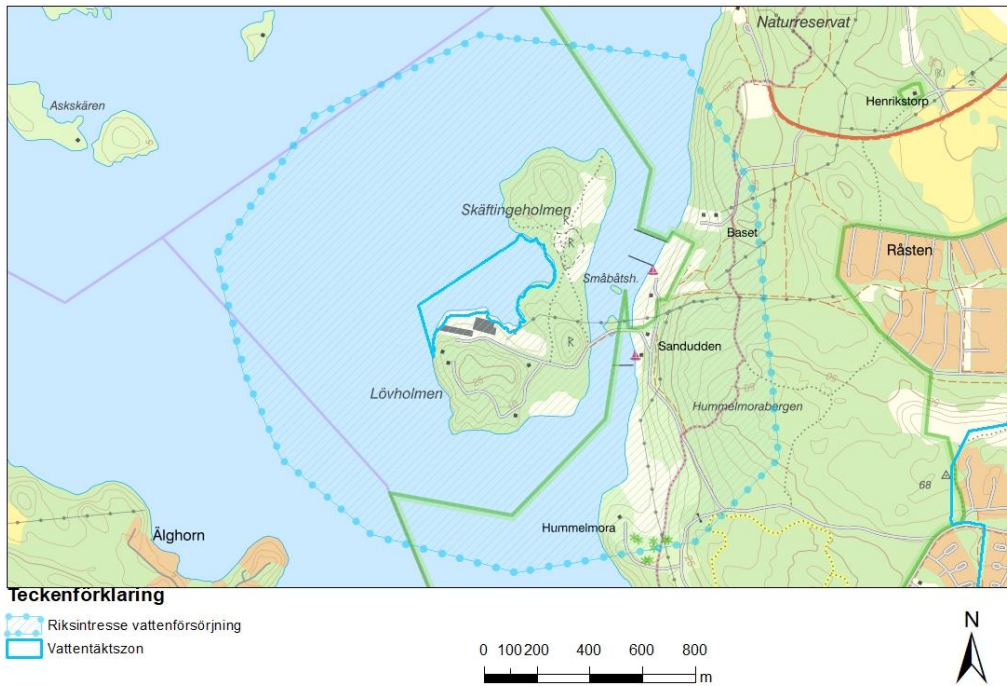 Naturreservat
Askskären
Henrikstorp
Skäftingeholmen
Baset
Råsten
Småbåtsh.
Sandudden
Lövholmen
Hummelmorabergen
68
Hummelmora
Älghorn
Teckenförklaring
Riksintresse vattenförsörjning
Vattentäktszon
0 100 200 400 600 800
m
N